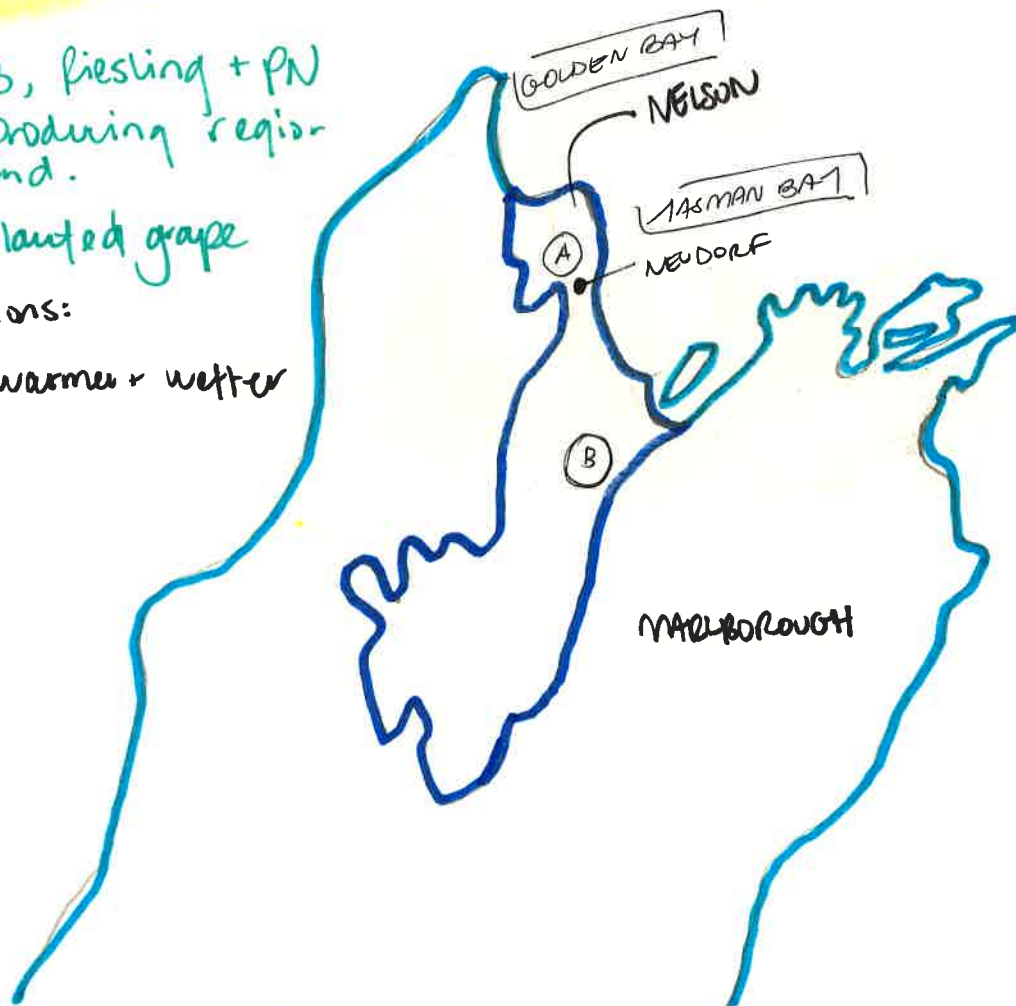 B, Riesling + PN
producing region
nd.
lanted grape
ons:
warmer + wetter
GOLDEN BAY
NELSON
TASMAN BAY
NEUDORF
A
B
MARLBOROUGH